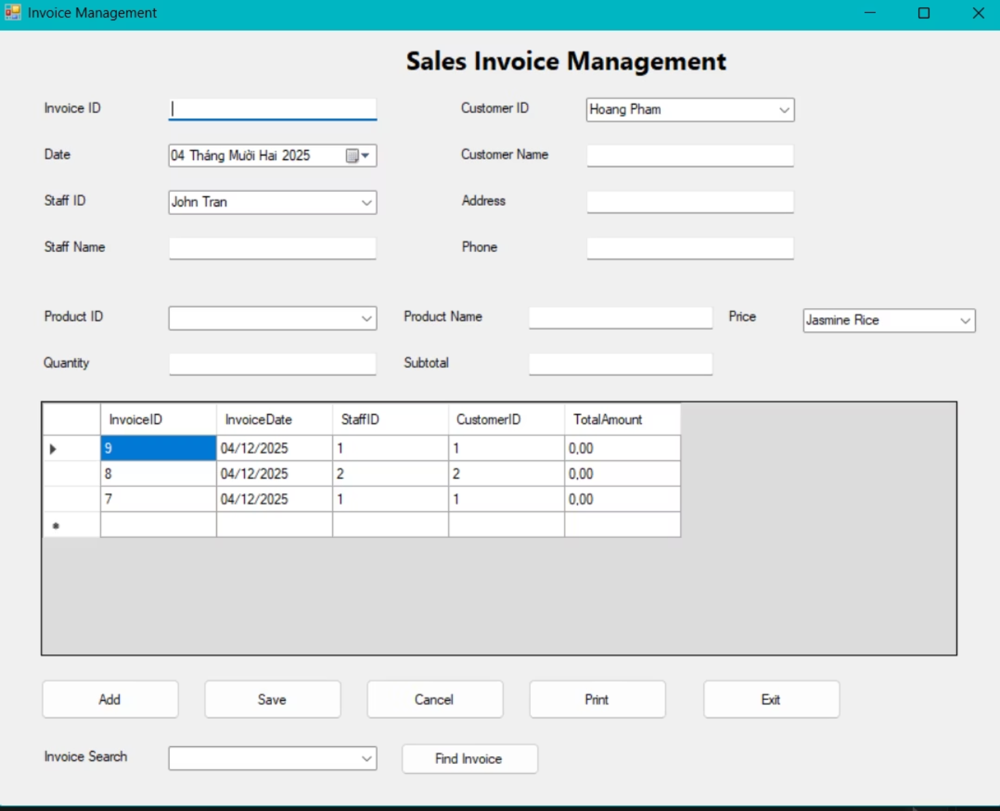 Invoice Management
Sales Invoice Management
Invoice ID
Customer ID Hoang Pham
Date 04 Tháng Mười Hai 2025 Customer Name
Staff ID John Tran Address
Staff Name Phone
Product ID Product Name Price Jasmine Rice
Quantity Subtotal
InvoiceID InvoiceDate StaffID CustomerID TotalAmount
9 04/12/2025 1 1 0,00
8 04/12/2025 2 2 0,00
7 04/12/2025 1 1 0,00
Add Save Cancel Print Exit
Invoice Search Find Invoice